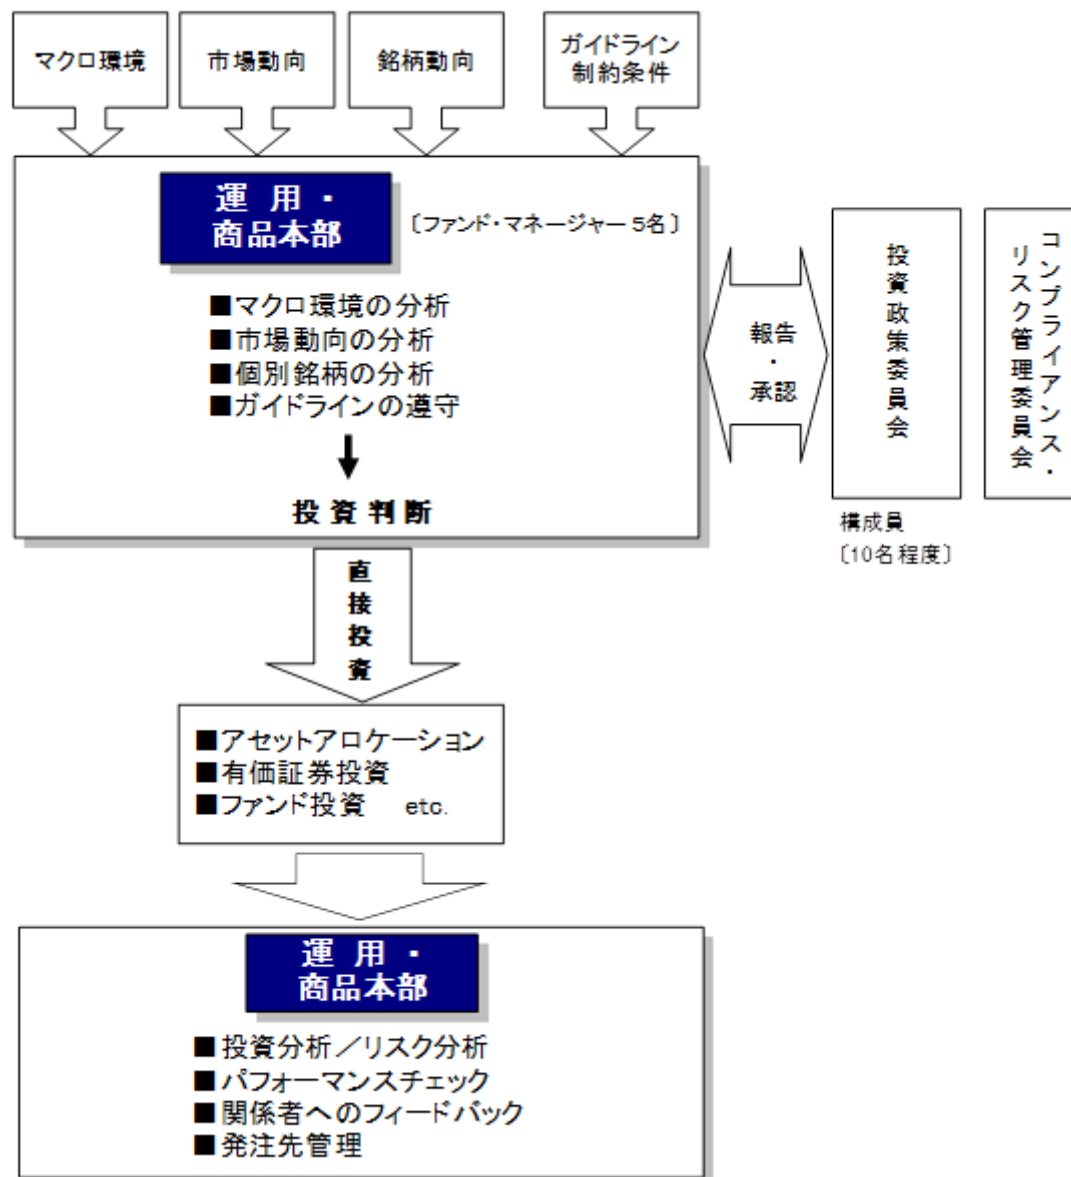 マクロ環境
市場動向
銘柄動向
ガイドライン
制約条件
運 用 ・
商品本部
〔ファンド・マネージャー 5名〕
■マクロ環境の分析
■市場動向の分析
■個別銘柄の分析
■ガイドラインの遵守
投資判断
報告
・
承認
投資政策委員会
コンプライアンス・
リスク管理委員会
構成員
〔10名程度〕
直接投資
■アセットアロケーション
■有価証券投資
■ファンド投資 etc.
運 用 ・
商品本部
■投資分析／リスク分析
■パフォーマンスチェック
■関係者へのフィードバック
■発注先管理